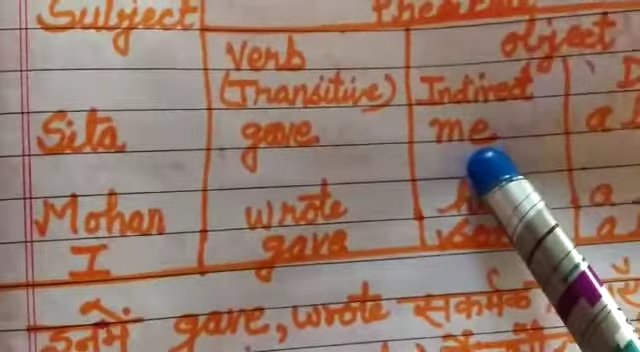 Subject
Verb object
(Transitive) Indirect
Sita gave me a
Mohan wrote a
I gave a
इनमें gave, wrote सकर्मक